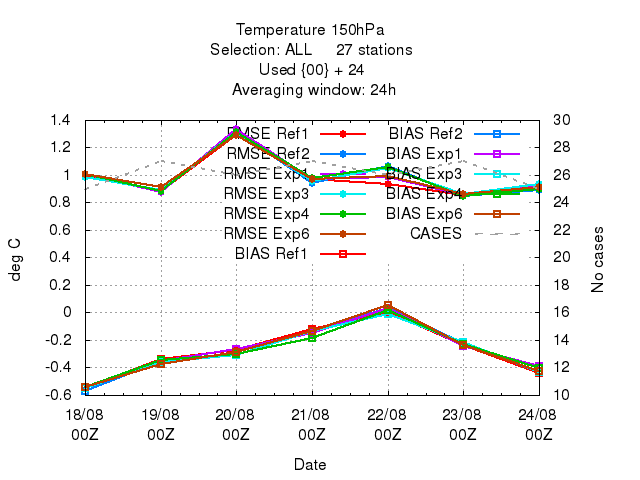 Temperature 150hPa
Selection: ALL     27 stations
Used {00} + 24
Averaging window: 24h
1.4
1.2
1
0.8
0.6
0.4
0.2
0
-0.2
-0.4
-0.6
deg C
30
28
26
24
22
20
18
16
14
12
10
No cases
RMSE Ref1
RMSE Ref2
RMSE Exp1
RMSE Exp3
RMSE Exp4
RMSE Exp6
BIAS Ref1
BIAS Ref2
BIAS Exp1
BIAS Exp3
BIAS Exp4
BIAS Exp6
CASES
18/08 19/08 20/08 21/08 22/08 23/08 24/08
00Z 00Z 00Z 00Z 00Z 00Z 00Z
Date